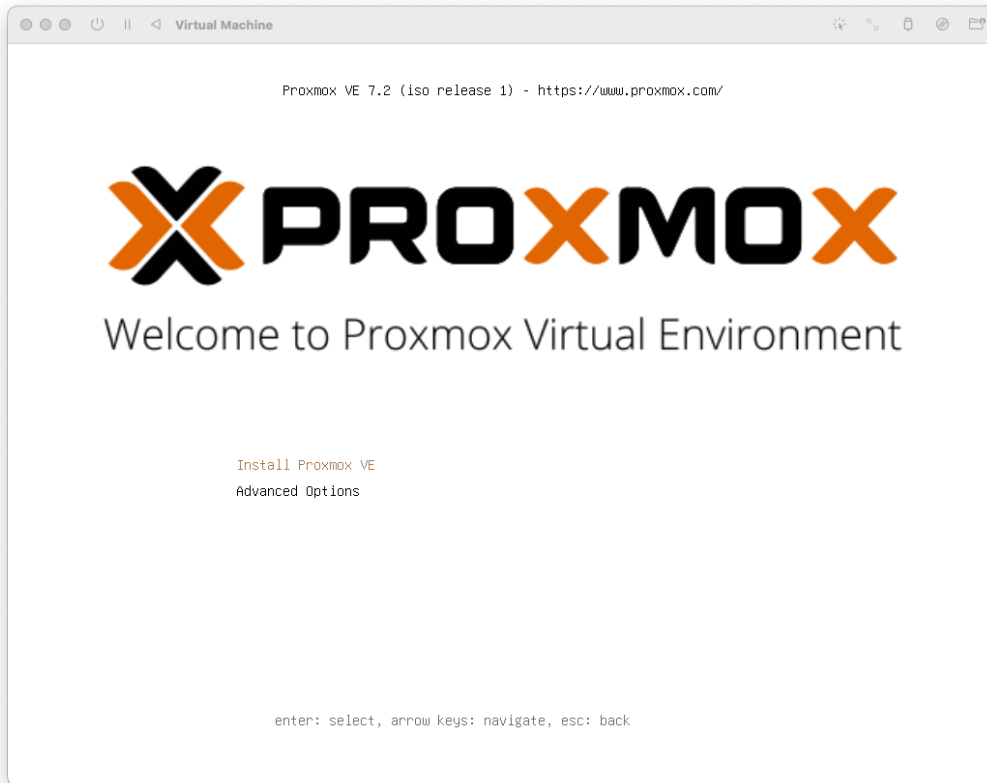 Virtual Machine
Proxmox VE 7.2 (iso release 1) - https://www.proxmox.com/
PROXMOX
Welcome to Proxmox Virtual Environment
Install Proxmox VE
Advanced Options
enter: select, arrow keys: navigate, esc: back